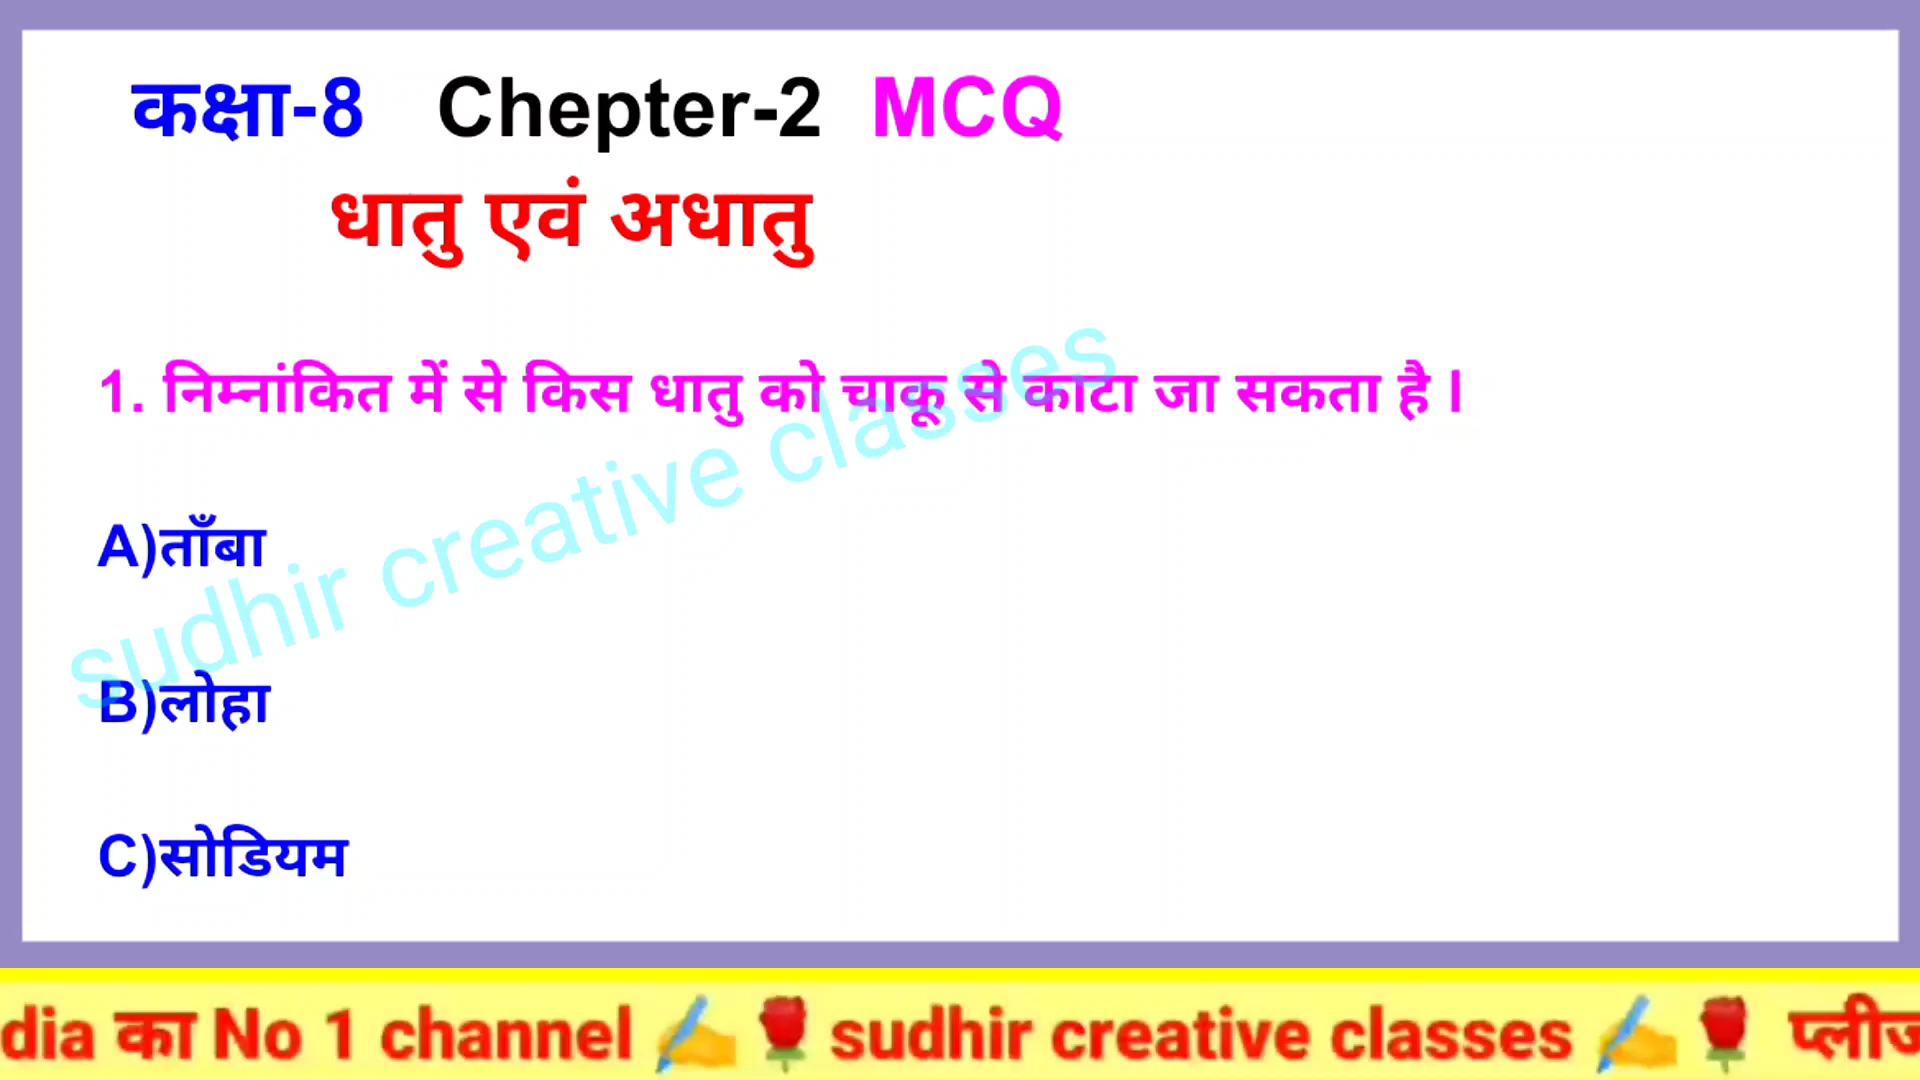 कक्षा-8 Chepter-2 MCQ
धातु एवं अधातु
1. निम्नांकित में से किस धातु को चाकू से काटा जा सकता है ।
sudhir creative classes
A)ताँबा
B)लोहा
C)सोडियम
dia का No 1 channel ✍️🌹 sudhir creative classes ✍️🌹 प्लीज